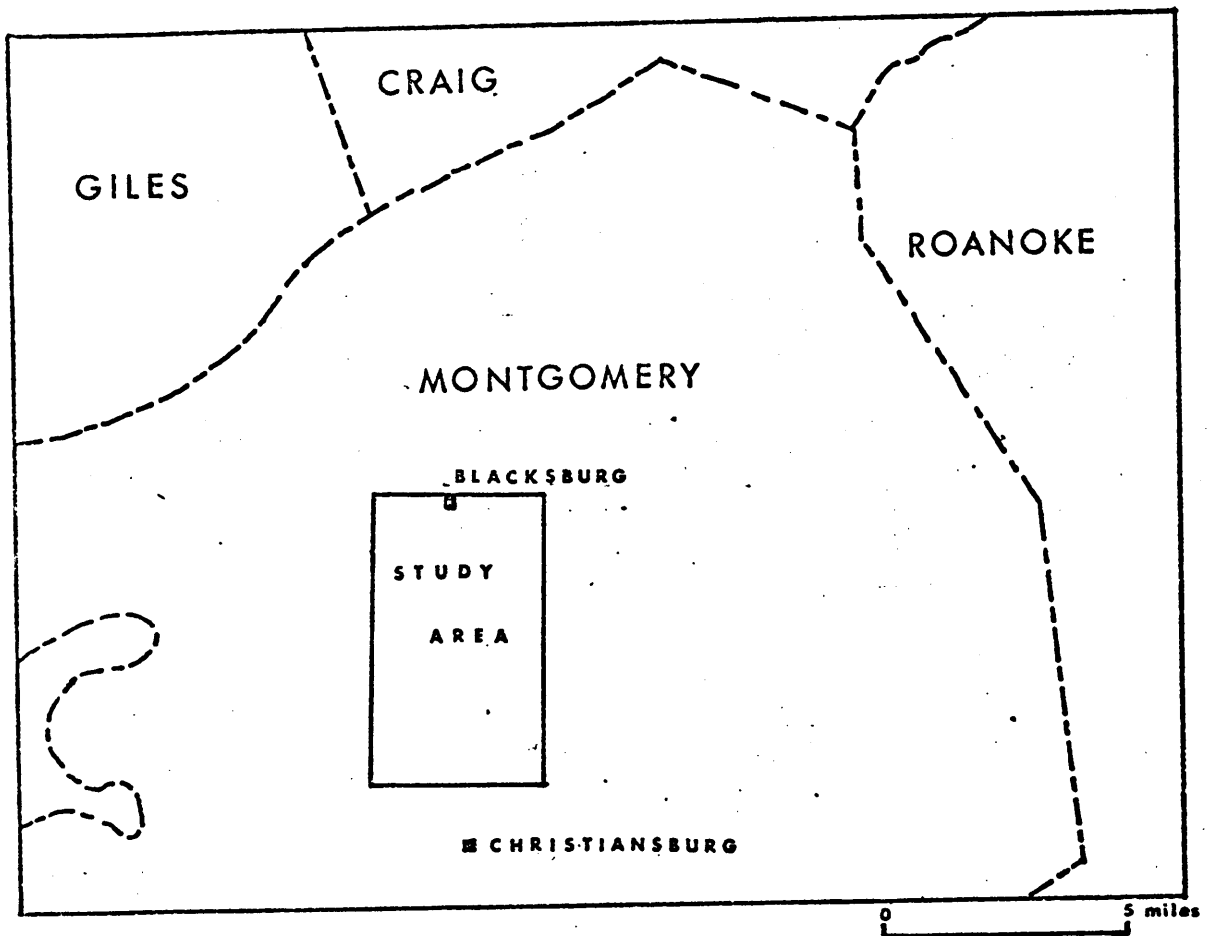 CRAIG
GILES
ROANOKE
MONTGOMERY
BLACKSBURG
STUDY
AREA
CHRISTIANSBURG
0 5 miles